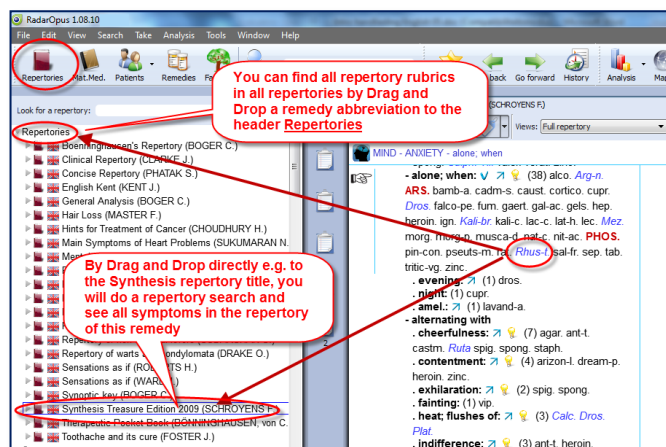 RadarOpus 1.08.10
File Edit View Search Take Analysis Tools Window Help
Repertories Mat.Med. Patients Remedies back Go forward History Analysis
You can find all repertory rubrics
in all repertories by Drag and
Drop a remedy abbreviation to the
header Repertories
Look for a repertory:
(SCHROYENS F.)
Views: Full repertory
Repertories
Boenninghausen's Repertory (BOGER C.)
Clinical Repertory (CLARKE J.)
Concise Repertory (PHATAK S.)
English Kent (KENT J.)
General Analysis (BOGER C.)
Hair Loss (MASTER F.)
Hints for Treatment of Cancer (CHOUDHURY H.)
Main Symptoms of Heart Problems (SUKUMARAN N.
By Drag and Drop directly e.g. to
the Synthesis repertory title, you
will do a repertory search and
see all symptoms in the repertory
of this remedy
Repertory of warts condylomata (DRAKE O.)
Sensations as if (ROBERTS H.)
Sensations as if (WARD
Synoptic key (BOGER C.)
Synthesis Treasure Edition 2009 (SCHROYENS F.)
Therapeutic Pocket Book (BÖNNINGHAUSEN, von C.
Toothache and its cure (FOSTER J.)
2
MIND - ANXIETY - alone; when
- alone; when: (38) alco. Arg-n.
ARS. bamb-a. cadm-s. caust. cortico. cupr.
Dros. falco-pe. fum. gaert. gal-ac. gels. hep.
heroin. ign. Kali-br. kali-c. lac-c. lat-h. lec. Mez.
morg. morg-p. musca-d. nat-c. nit-ac. PHOS.
pin-con. pseuts-m. rat. Rhus-t. sal-fr. sep. tab.
tritic-vg. zinc.
. evening: (1) dros.
. night: (1) cupr.
. amel.: (1) lavand-a.
- alternating with
. cheerfulness: (7) agar. ant-t.
castm. Ruta spig. spong. staph.
. contentment: (4) arizon-l. dream-p.
heroin. zinc.
. exhilaration: (2) spig. spong.
. fainting: (1) vip.
. heat; flushes of: (3) Calc. Dros.
Plat.
. indifference: (3) ant-t. heroin.